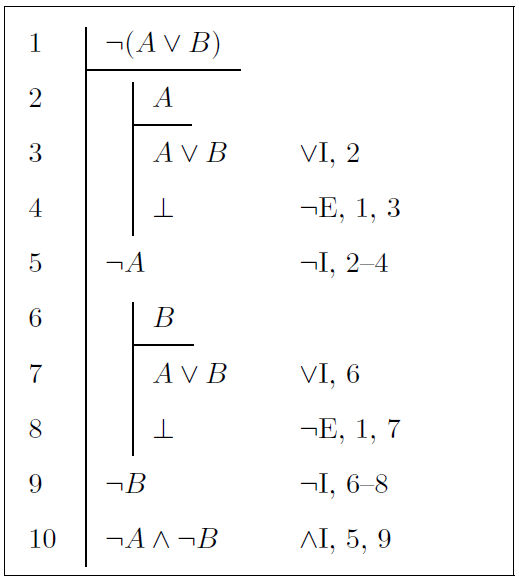 1 ¬(A ∨ B)
2 A
3 A ∨ B ∨I, 2
4 ⊥ ¬E, 1, 3
5 ¬A ¬I, 2–4
6 B
7 A ∨ B ∨I, 6
8 ⊥ ¬E, 1, 7
9 ¬B ¬I, 6–8
10 ¬A ∧ ¬B ∧I, 5, 9